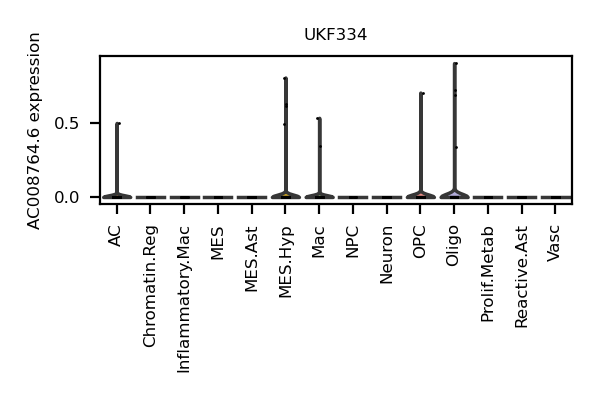 UKF334
AC008764.6 expression
0.5
0.0
AC
Chromatin.Reg
Inflammatory.Mac
MES
MES.Ast
MES.Hyp
Mac
NPC
Neuron
OPC
Oligo
Prolif.Metab
Reactive.Ast
Vasc